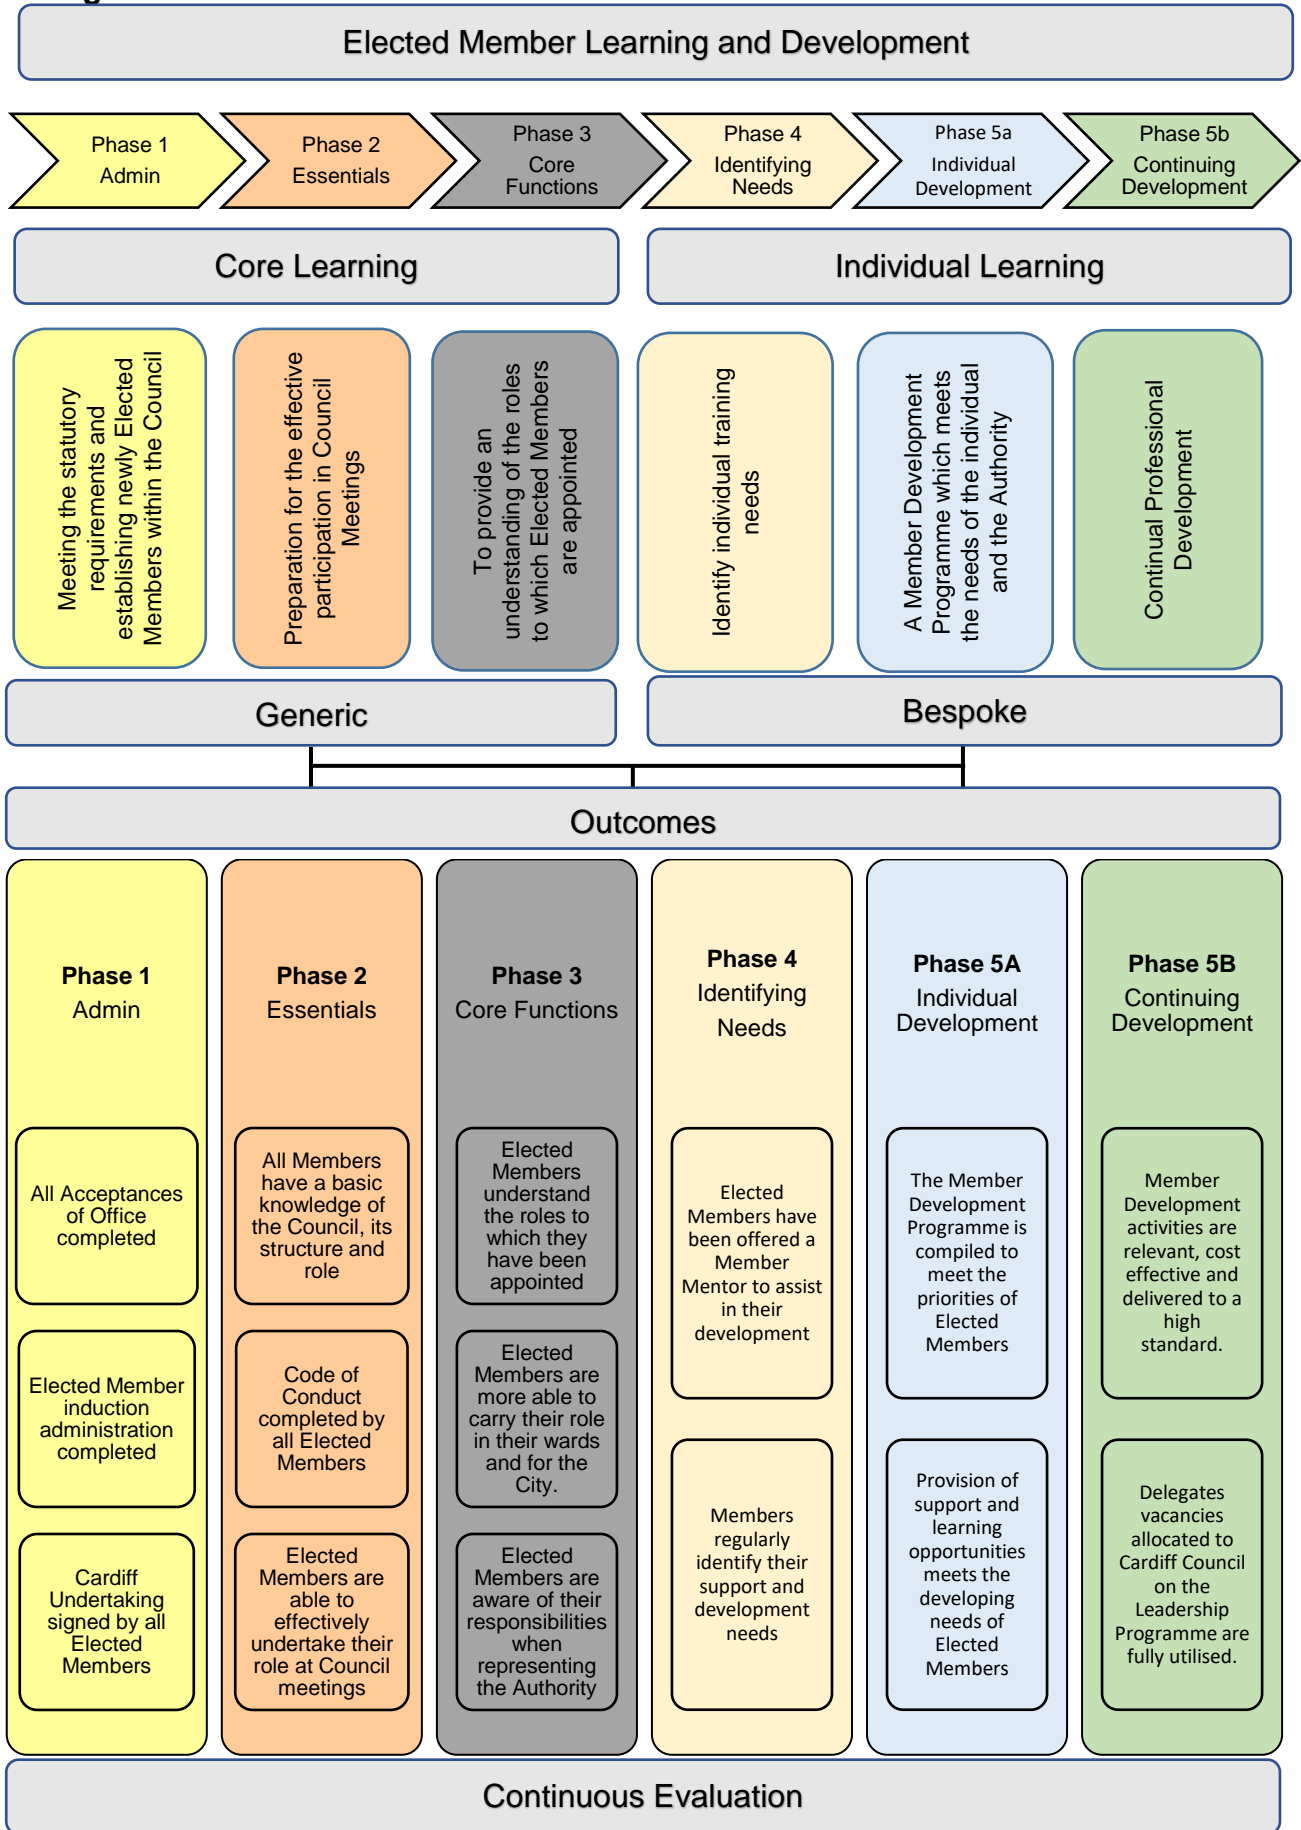 Elected Member Learning and Development
Phase 1
Admin
Phase 2
Essentials
Phase 3
Core
Functions
Phase 4
Identifying
Needs
Phase 5a
Individual
Development
Phase 5b
Continuing
Development
Core Learning
Individual Learning
Meeting the statutory
requirements and
establishing newly Elected
Members within the Council
Preparation for the effective
participation in Council
Meetings
To provide an
understanding of the roles
to which Elected Members
are appointed
Identify individual training
needs
A Member Development
Programme which meets
the needs of the individual
and the Authority
Continual Professional
Development
Generic
Bespoke
Outcomes
Phase 1
Admin
All Acceptances
of Office
completed
Elected Member
induction
administration
completed
Cardiff
Undertaking
signed by all
Elected
Members
Phase 2
Essentials
All Members
have a basic
knowledge of
the Council, its
structure and
role
Code of
Conduct
completed by
all Elected
Members
Elected
Members are
able to
effectively
undertake their
role at Council
meetings
Phase 3
Core Functions
Elected
Members
understand
the roles to
which they
have been
appointed
Elected
Members are
more able to
carry their role
in their wards
and for the
City.
Elected
Members are
aware of their
responsibilities
when
representing
the Authority
Phase 4
Identifying
Needs
Elected
Members have
been offered a
Member
Mentor to assist
in their
development
Members
regularly
identify their
support and
development
needs
Phase 5A
Individual
Development
The Member
Development
Programme is
compiled to
meet the
priorities of
Elected
Members
Provision of
support and
learning
opportunities
meets the
developing
needs of
Elected
Members
Phase 5B
Continuing
Development
Member
Development
activities are
relevant, cost
effective and
delivered to a
high
standard.
Delegates
vacancies
allocated to
Cardiff Council
on the
Leadership
Programme are
fully utilised.
Continuous Evaluation